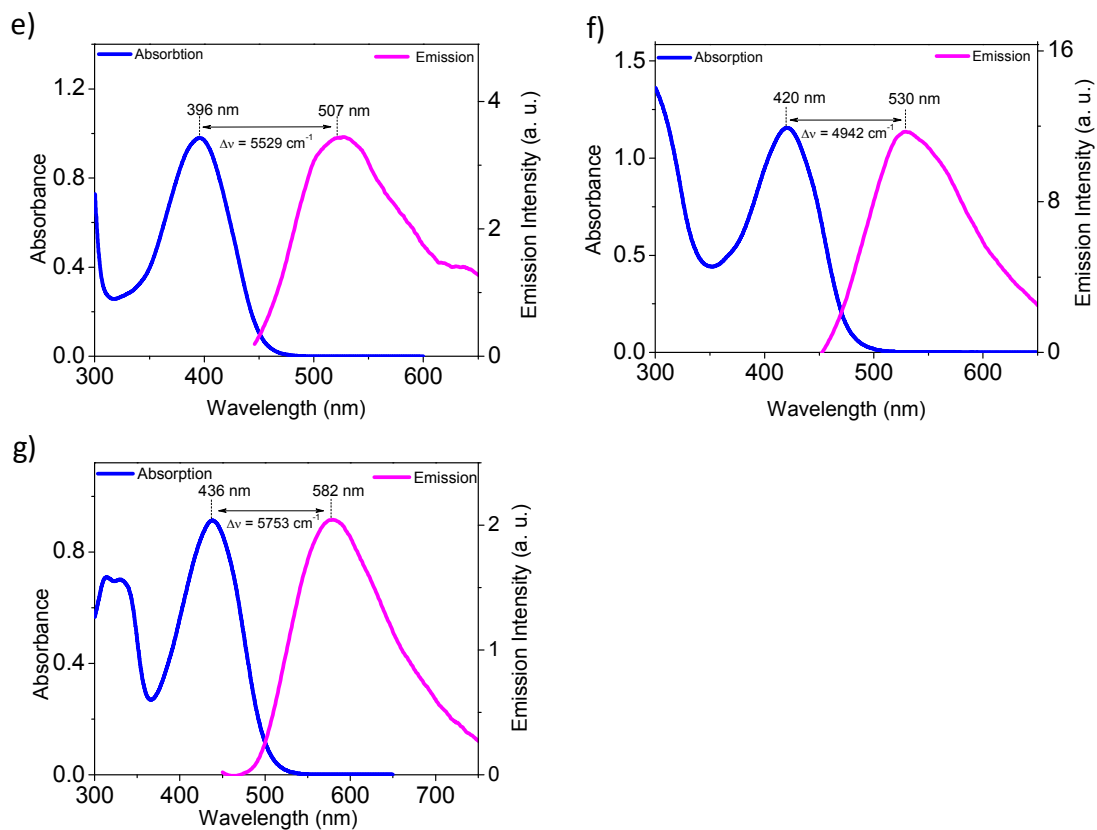 e)
Absorbtion
Emission
396 nm
507 nm
Δν = 5529 cm⁻¹
Absorbance
Emission Intensity (a. u.)
1.2
0.8
0.4
0.0
4
2
0
300 400 500 600
Wavelength (nm)
f)
Absorption
Emission
420 nm
530 nm
Δν = 4942 cm⁻¹
Absorbance
Emission Intensity (a. u.)
1.5
1.0
0.5
0.0
16
8
0
300 400 500 600
Wavelength (nm)
g)
Absorption
Emission
436 nm
582 nm
Δν = 5753 cm⁻¹
Absorbance
Emission Intensity (a. u.)
0.8
0.4
0.0
2
1
0
300 400 500 600 700
Wavelength (nm)